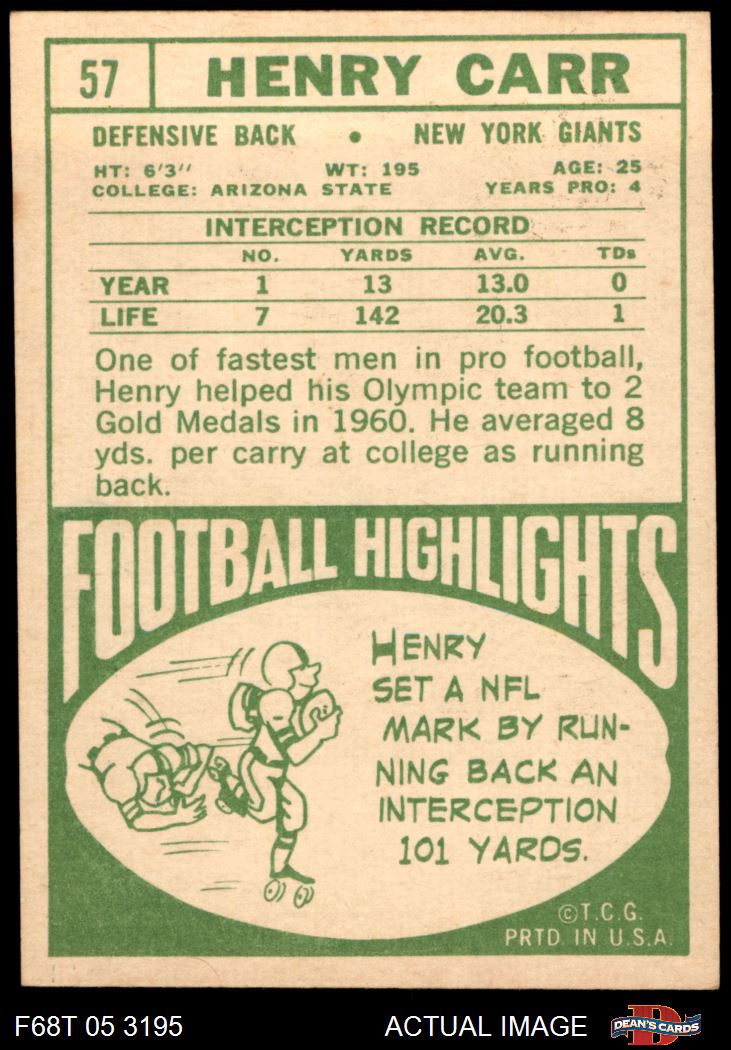 57 HENRY CARR
DEFENSIVE BACK • NEW YORK GIANTS
HT: 6'3'' WT: 195 AGE: 25
COLLEGE: ARIZONA STATE YEARS PRO: 4
INTERCEPTION RECORD
NO. YARDS AVG. TDs
YEAR 1 13 13.0 0
LIFE 7 142 20.3 1
One of fastest men in pro football,
Henry helped his Olympic team to 2
Gold Medals in 1960. He averaged 8
yds. per carry at college as running
back.
FOOTBALL HIGHLIGHTS
HENRY
SET A NFL
MARK BY RUN-
NING BACK AN
INTERCEPTION
101 YARDS.
©T.C.G.
PRTD. IN U.S.A.
F68T 05 3195 ACTUAL IMAGE DEAN'S CARDS